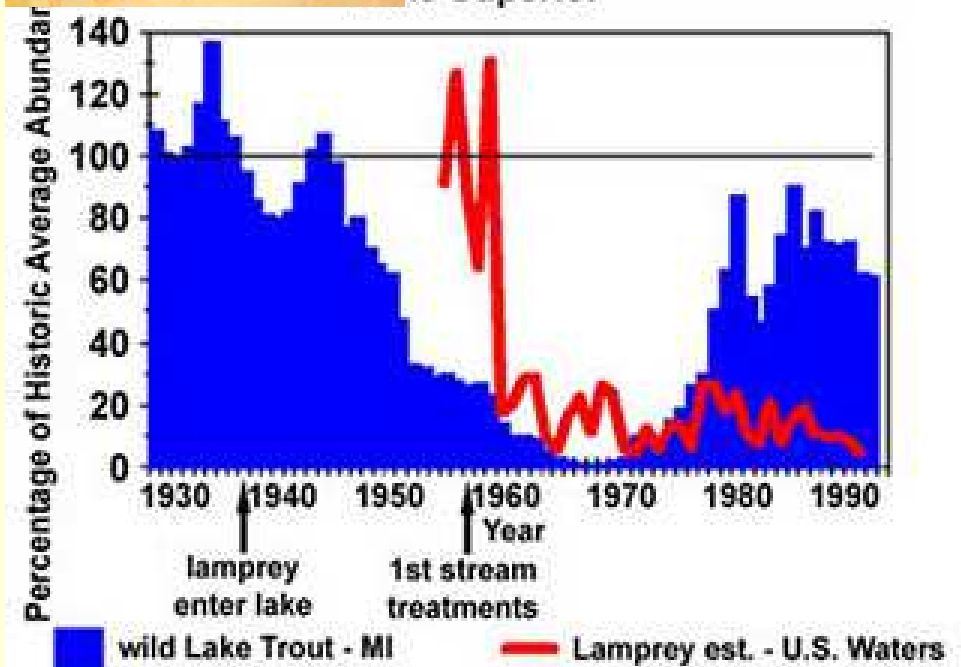 Percentage of Historic Average
140
120
100
80
60
40
20
0
1930 1940 1950 1960 1970 1980 1990
Year
lamprey
enter lake
1st stream
treatments
wild Lake Trout - MI
Lamprey est. - U.S. Waters